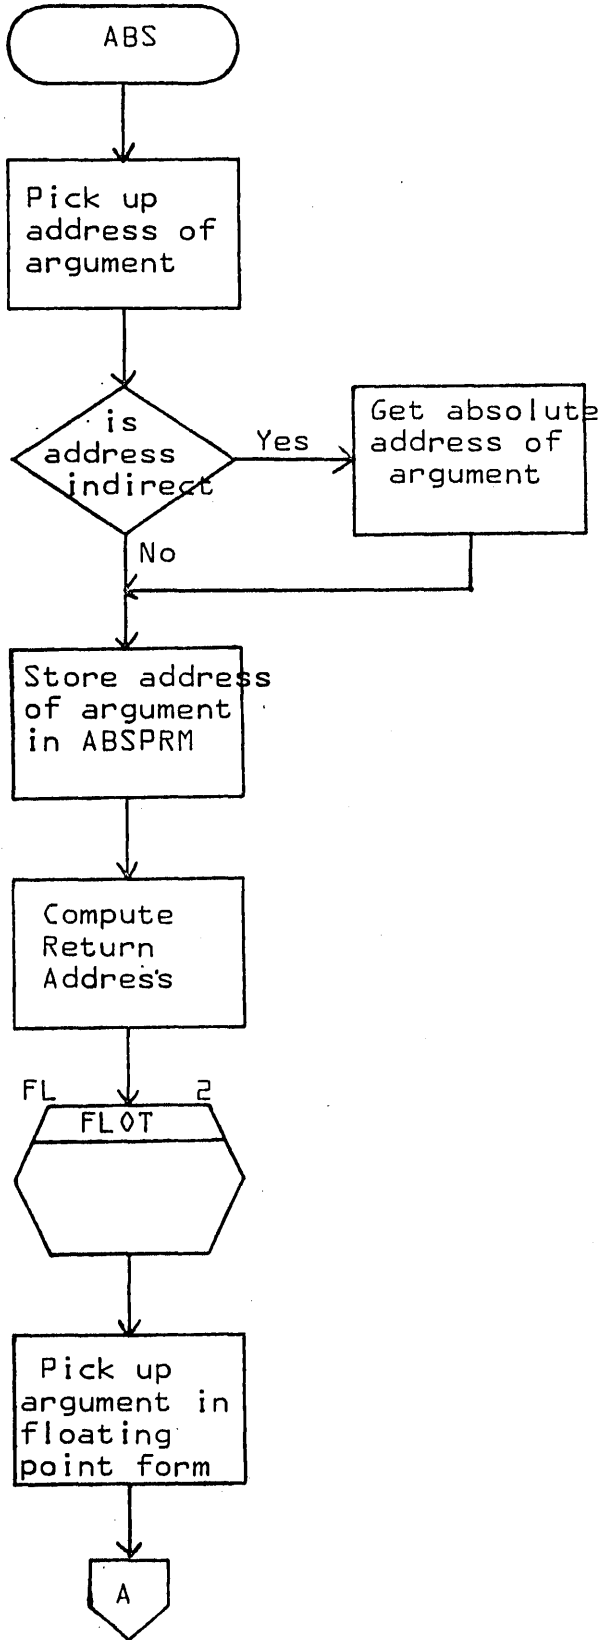 ABS
Pick up
address of
argument
is
address
indirect
Yes
Get absolute
address of
argument
No
Store address
of argument
in ABSPRM
Compute
Return
Address
FL 2
FLOT
Pick up
argument in
floating
point form
A